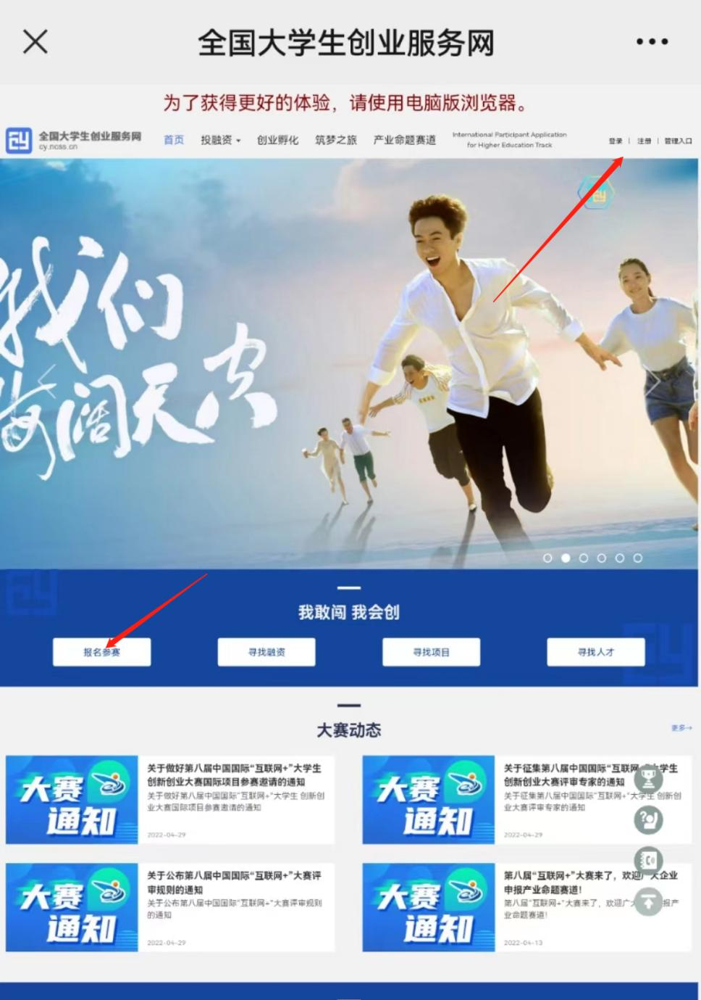 全国大学生创业服务网
为了获得更好的体验，请使用电脑版浏览器。
全国大学生创业服务网
cy.ncss.cn
首页 投融资 创业孵化 筑梦之旅 产业命题赛道
International Participant Application
for Higher Education Track
登录 | 注册 | 管理入口
我们
海阔天空
我敢闯 我会创
报名参赛 寻找融资 寻找项目 寻找人才
大赛动态
更多→
大赛
通知
关于做好第八届中国国际“互联网+”大学生
创新创业大赛国际项目参赛邀请的通知
关于做好第八届中国国际“互联网+”大学生 创新创
业大赛国际项目参赛邀请的通知
2022-04-29
大赛
通知
关于征集第八届中国国际“互联网 大学生
创新创业大赛评审专家的通知
关于征集第八届中国国际“互联网+”大学生 创新创
业大赛评审专家的通知
2022-04-29
大赛
通知
关于公布第八届中国国际“互联网+”大赛评
审规则的通知
关于公布第八届中国国际“互联网+”大赛评审规则
的通知
2022-04-29
大赛
通知
第八届“互联网+”大赛来了，欢迎 大企业
申报产业命题赛道！
第八届“互联网+”大赛来了，欢迎广大 报产
业命题赛道！
2022-04-13